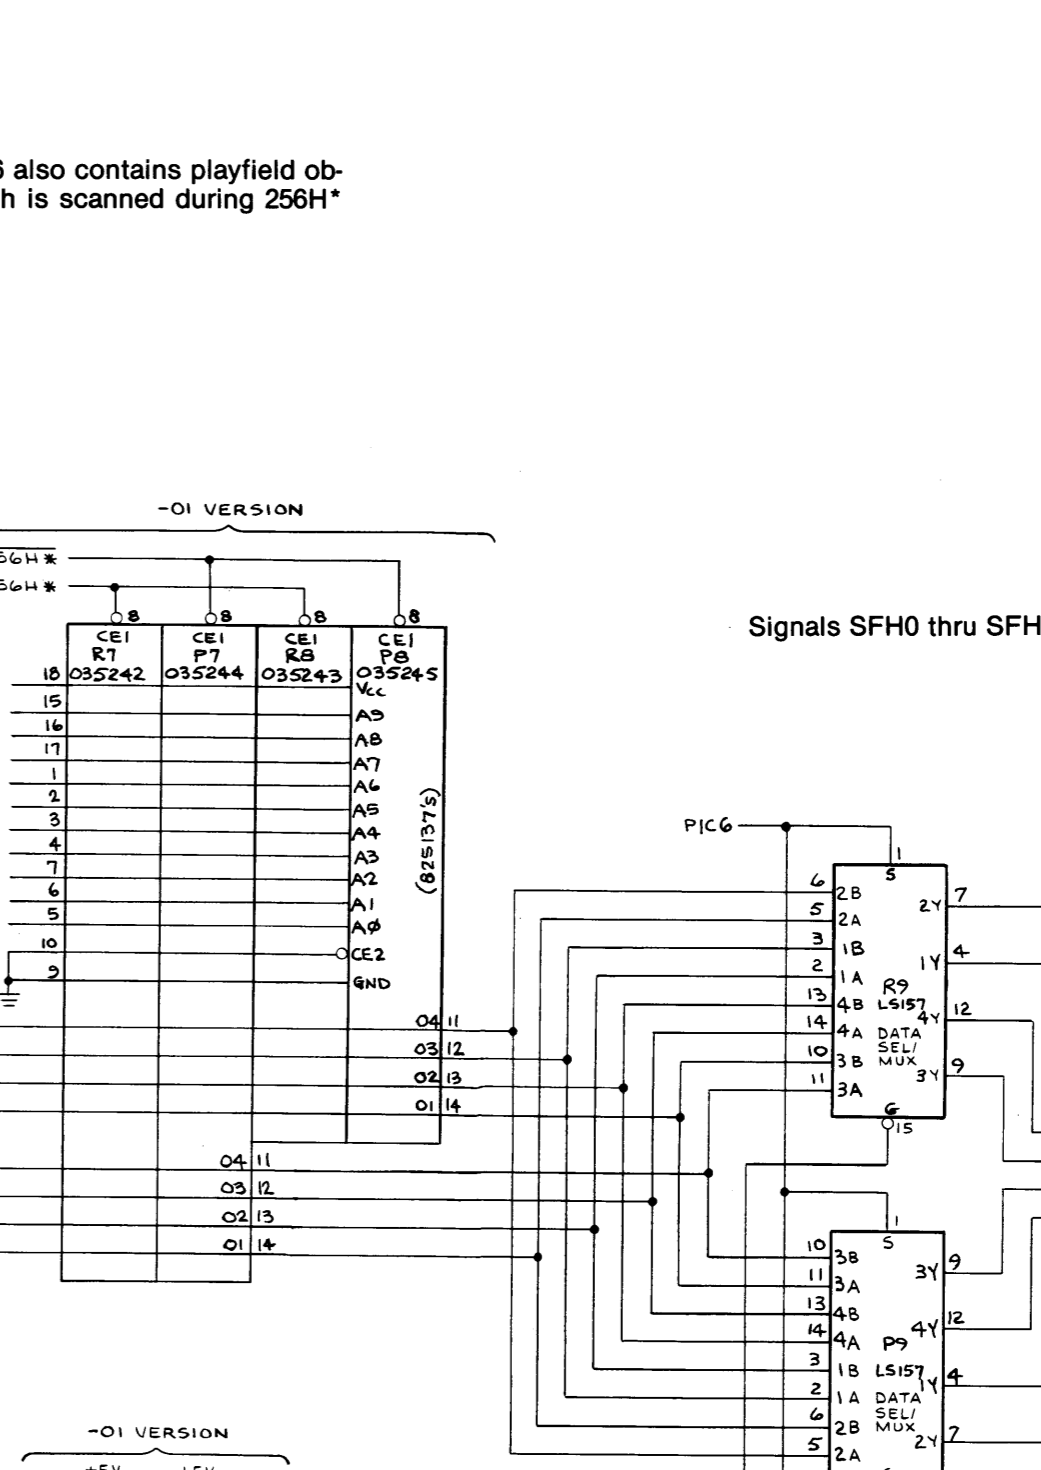 6 also contains playfield ob-
h is scanned during 256H*
-01 VERSION
56H*
56H*
8 8 8 8
CE1 CE1 CE1 CE1
R7 P7 R8 P8
035242 035244 035243 035245
18 Vcc
15 A9
16 A8
17 A7
1 A6
2 A5
3 A4
4 A3
7 A2
6 A1
5 AØ
10 CE2
9 GND
(82S137's)
04 11
03 12
02 13
01 14
04 11
03 12
02 13
01 14
Signals SFH0 thru SFH
PIC6
1
S
6 2B 2Y 7
5 2A
3 1B 1Y 4
2 1A
R9
LS157
DATA
SEL/
MUX
13 4B 4Y 12
14 4A
10 3B 3Y 9
11 3A
G
15
1
S
10 3B 3Y 9
11 3A
13 4B 4Y 12
14 4A
P9
LS157
DATA
SEL/
MUX
3 1B 1Y 4
2 1A
6 2B 2Y 7
5 2A
-01 VERSION